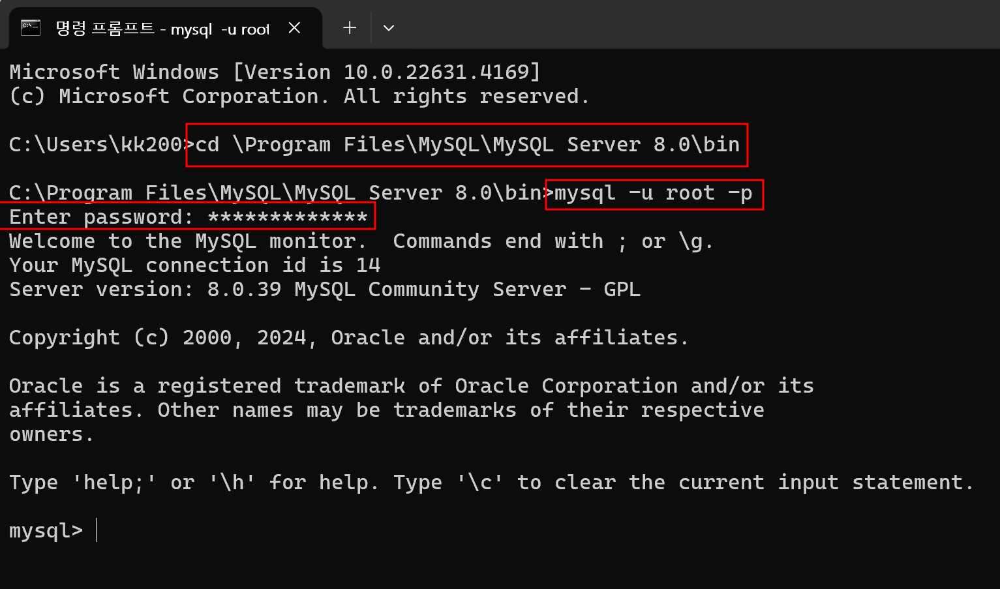 명령 프롬프트 - mysql -u root
Microsoft Windows [Version 10.0.22631.4169]
(c) Microsoft Corporation. All rights reserved.
C:\Users\kk200>cd \Program Files\MySQL\MySQL Server 8.0\bin
C:\Program Files\MySQL\MySQL Server 8.0\bin>mysql -u root -p
Enter password: *************
Welcome to the MySQL monitor.  Commands end with ; or \g.
Your MySQL connection id is 14
Server version: 8.0.39 MySQL Community Server - GPL
Copyright (c) 2000, 2024, Oracle and/or its affiliates.
Oracle is a registered trademark of Oracle Corporation and/or its
affiliates. Other names may be trademarks of their respective
owners.
Type 'help;' or '\h' for help. Type '\c' to clear the current input statement.
mysql>